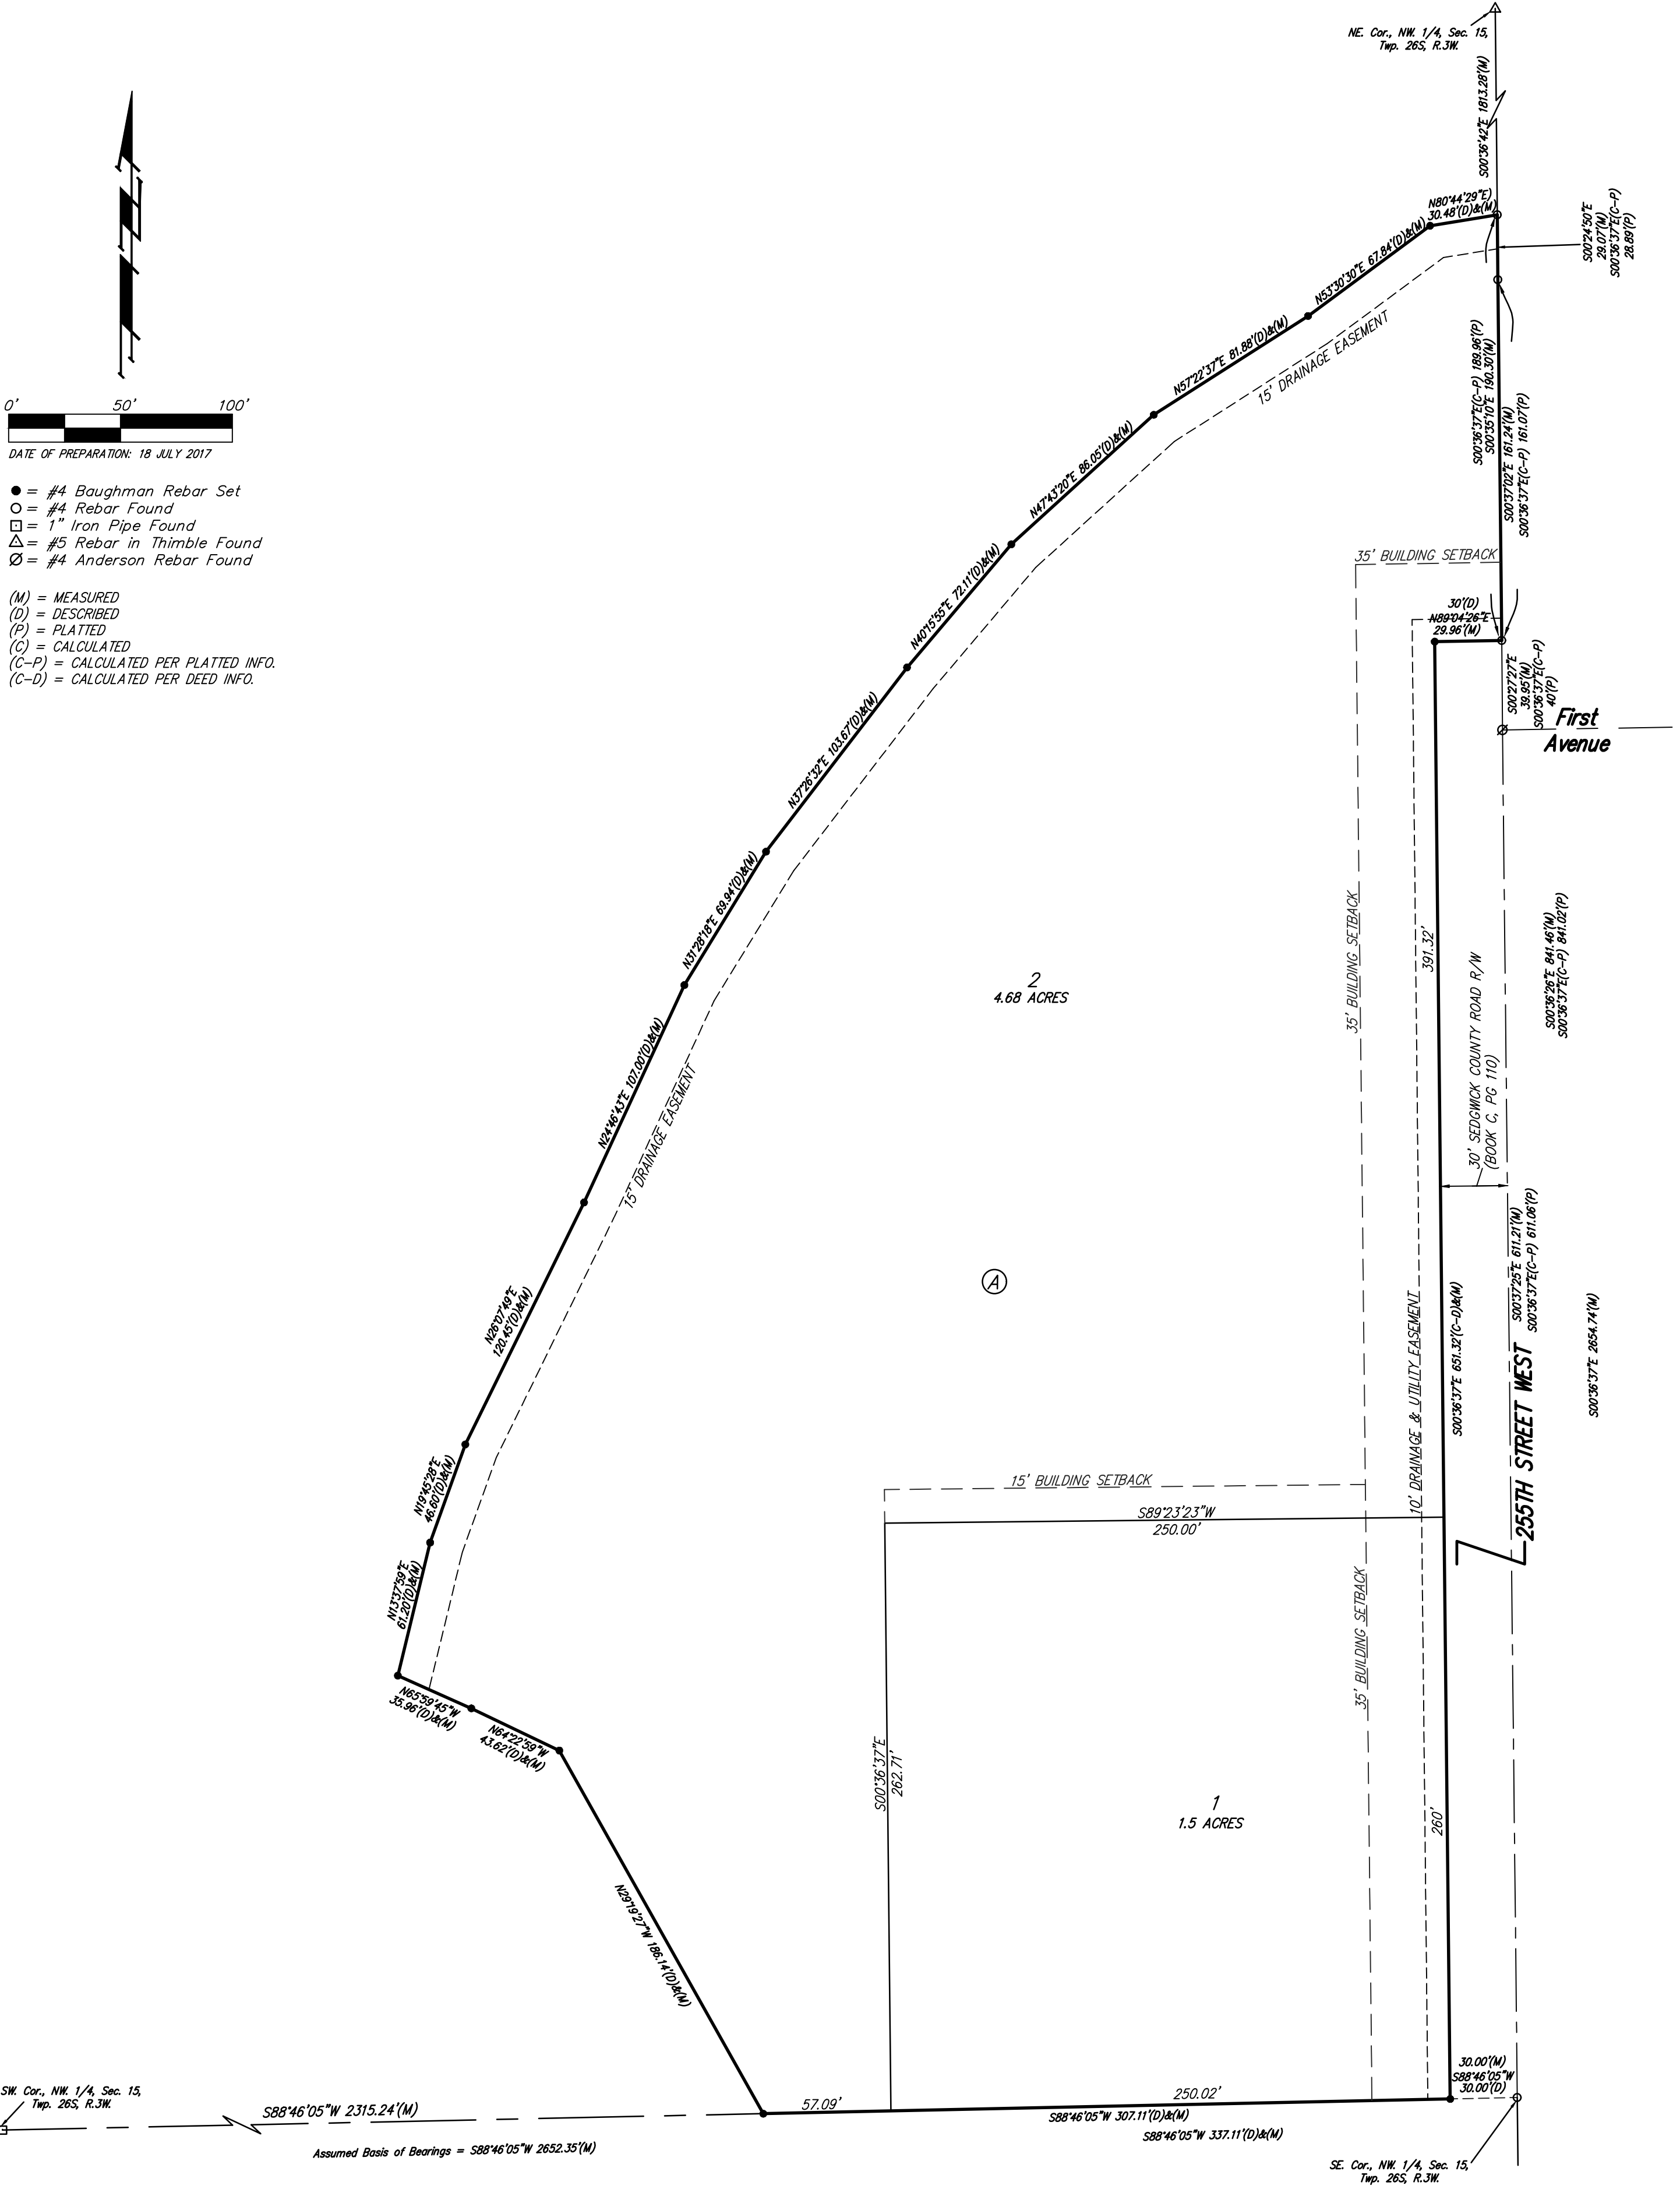 NE. Cor., NW. 1/4, Sec. 15,
Twp. 26S, R.3W.
S00°36'42"E 1813.28'(M)
N80°44'29"E)
30.48'(D)&(M)
S00°24'50"E
29.07'(M)
S00°36'37"E(C-P)
28.89'(P)
N53°30'30"E 67.84'(D)&(M)
15' DRAINAGE EASEMENT
N57°22'37"E 81.88'(D)&(M)
S00°36'37"E(C-P) 189.96'(P)
S00°35'10"E 190.30'(M)
S00°37'02"E 161.24'(M)
S00°36'37"E(C-P) 161.07'(P)
0' 50' 100'
DATE OF PREPARATION: 18 JULY 2017
= #4 Baughman Rebar Set
= #4 Rebar Found
= 1" Iron Pipe Found
= #5 Rebar in Thimble Found
= #4 Anderson Rebar Found
(M) = MEASURED
(D) = DESCRIBED
(P) = PLATTED
(C) = CALCULATED
(C-P) = CALCULATED PER PLATTED INFO.
(C-D) = CALCULATED PER DEED INFO.
N47°43'20"E 86.05'(D)&(M)
35' BUILDING SETBACK
30'(D)
N89°04'26"E
29.96'(M)
N40°15'55"E 72.11'(D)&(M)
S00°27'27"E
39.95'(M)
S00°36'37"E(C-P)
40'(P)
First
Avenue
N37°26'32"E 103.67'(D)&(M)
N31°28'18"E 69.94'(D)&(M)
35' BUILDING SETBACK
391.32'
30' SEDGWICK COUNTY ROAD R/W
(BOOK C, PG 110)
S00°36'26"E 841.46'(M)
S00°36'37"E(C-P) 841.02'(P)
2
4.68 ACRES
N24°46'43"E 107.00'(D)&(M)
15' DRAINAGE EASEMENT
A
S00°37'25"E 611.21'(M)
S00°36'37"E(C-P) 611.06'(P)
N26°07'49"E
120.45'(D)&(M)
10' DRAINAGE & UTILITY EASEMENT
S00°36'37"E 651.32'(C-D)&(M)
255TH STREET WEST
S00°36'37"E 2654.74'(M)
N19°45'28"E
46.60'(D)&(M)
15' BUILDING SETBACK
S89°23'23"W
250.00'
N13°37'59"E
61.20'(D)&(M)
35' BUILDING SETBACK
N65°59'45"W
35.96'(D)&(M)
N64°22'59"W
43.62'(D)&(M)
S00°36'37"E
262.71'
1
1.5 ACRES
260'
N29°19'27"W 186.14'(D)&(M)
SW. Cor., NW. 1/4, Sec. 15,
Twp. 26S, R.3W.
S88°46'05"W 2315.24'(M)
57.09'
250.02'
30.00'(M)
S88°46'05"W
30.00'(D)
S88°46'05"W 307.11'(D)&(M)
S88°46'05"W 337.11'(D)&(M)
Assumed Basis of Bearings = S88°46'05"W 2652.35'(M)
SE. Cor., NW. 1/4, Sec. 15,
Twp. 26S, R.3W.